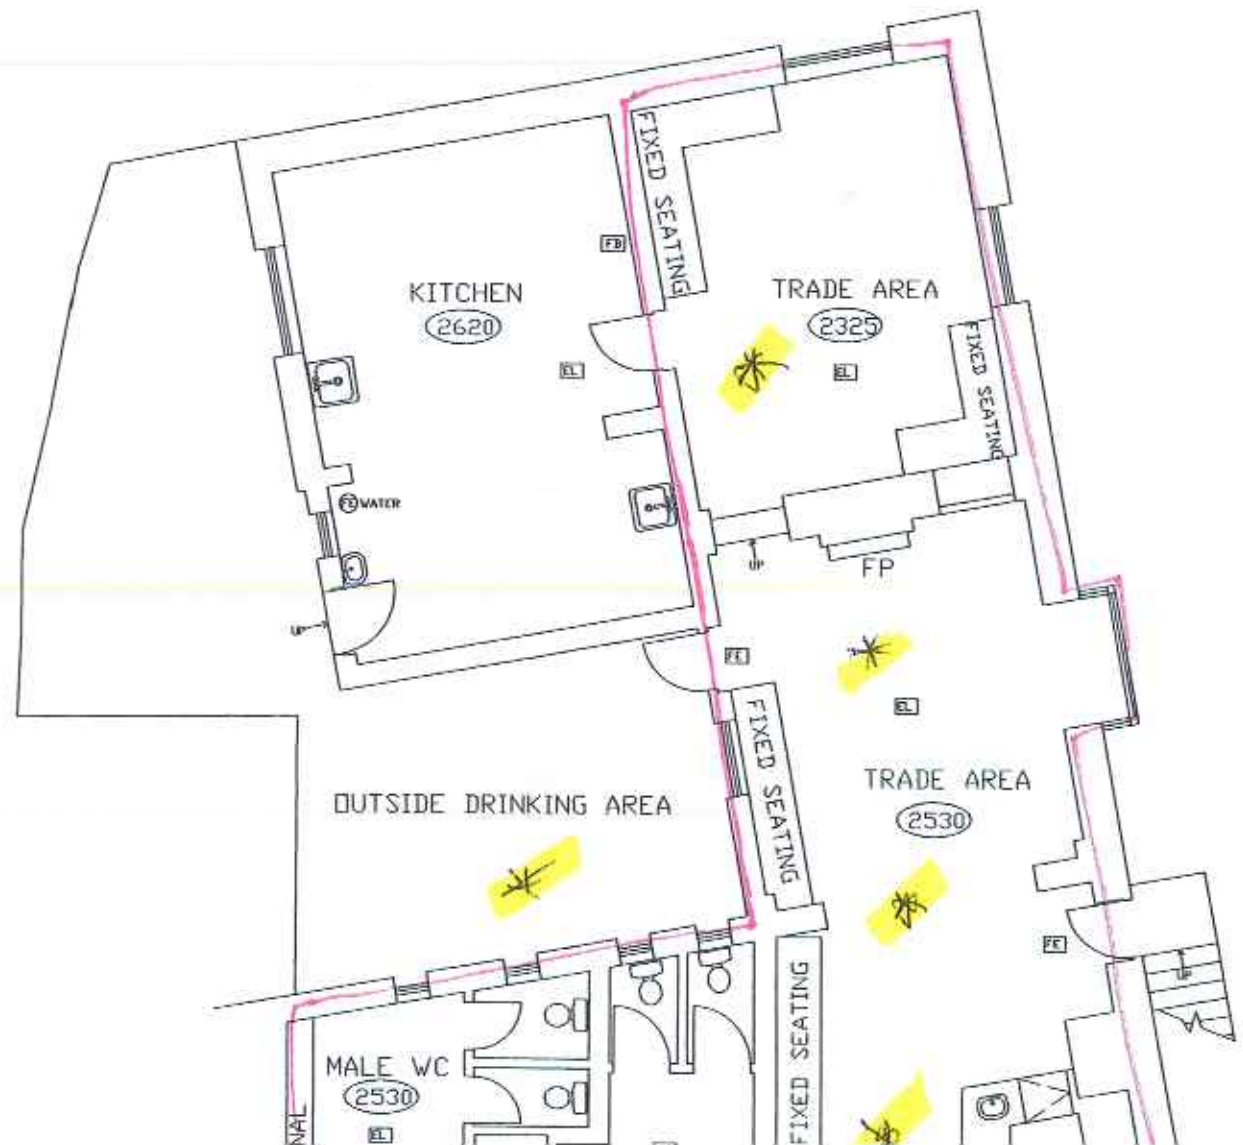 FIXED SEATING
FB
KITCHEN
2620
TRADE AREA
2325
EL
EL
FIXED SEATING
FE WATER
UP
FP
UP
FE
EL
FIXED SEATING
TRADE AREA
2530
OUTSIDE DRINKING AREA
FE
UP
FIXED SEATING
MALE WC
2530
EL
NAL